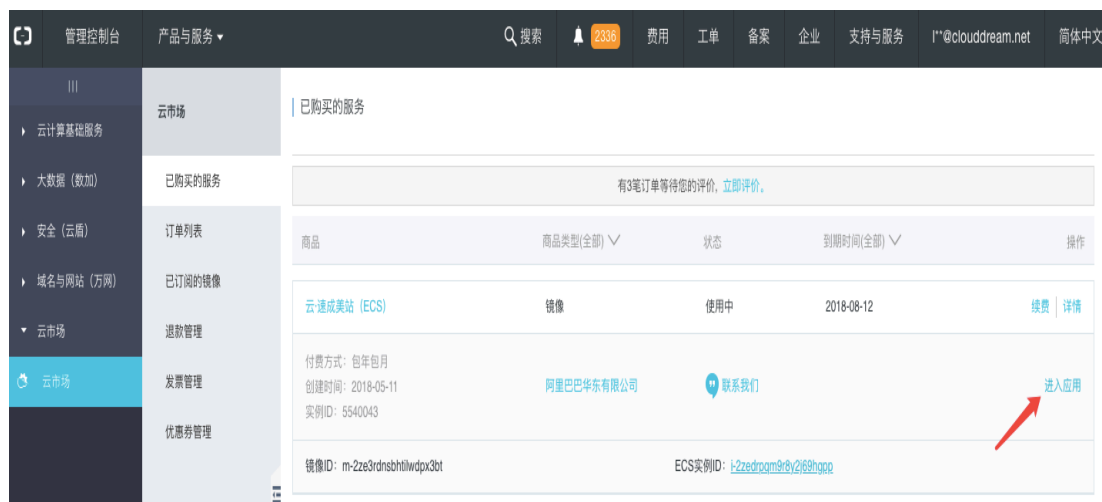 管理控制台 产品与服务 搜索 2336 费用 工单 备案 企业 支持与服务 l**@clouddream.net 简体中文
云计算基础服务
大数据（数加）
安全（云盾）
域名与网站（万网）
云市场
云市场
云市场
已购买的服务
订单列表
已订阅的镜像
退款管理
发票管理
优惠券管理
已购买的服务
有3笔订单等待您的评价, 立即评价。
商品 商品类型(全部) 状态 到期时间(全部) 操作
云·速成美站（ECS） 镜像 使用中 2018-08-12 续费 详情
付费方式：包年包月
创建时间：2018-05-11
实例ID：5540043
阿里巴巴华东有限公司 联系我们 进入应用
镜像ID：m-2ze3rdnsbhtilwdpx3bt ECS实例ID：i-2zedrpgm9r8y2j69hgpp